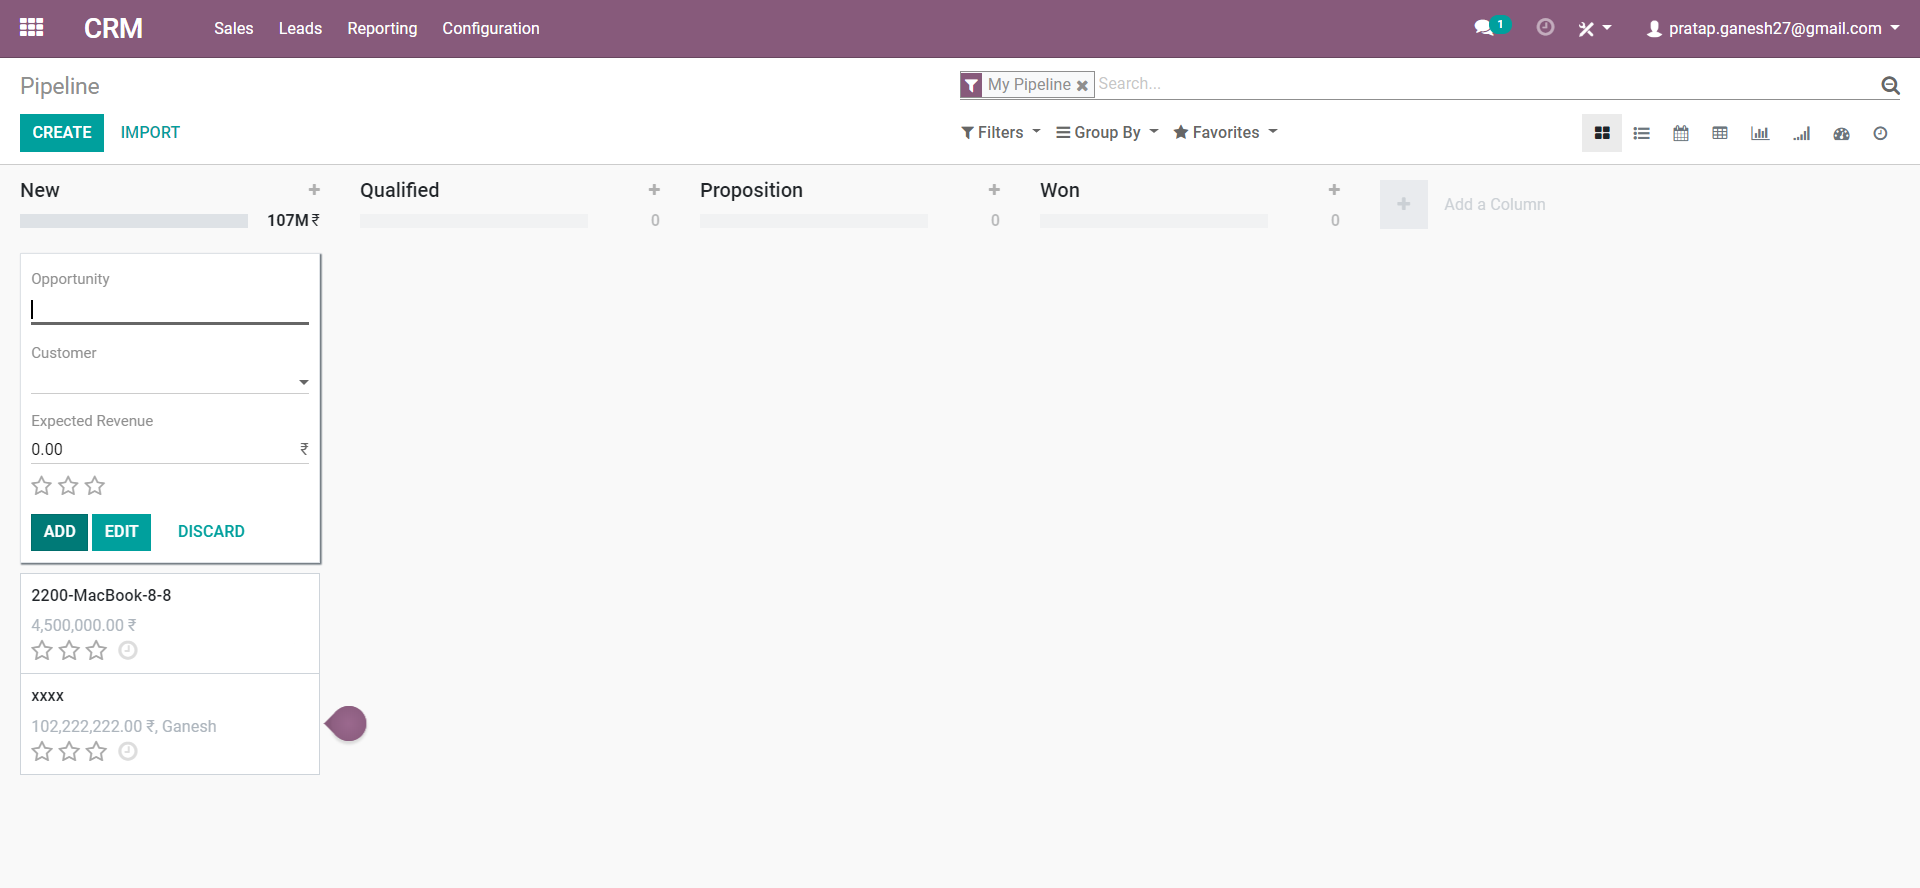 CRM Sales Leads Reporting Configuration 1 pratap.ganesh27@gmail.com
Pipeline My Pipeline Search...
CREATE IMPORT Filters Group By Favorites
New Qualified Proposition Won Add a Column
107M ₹ 0 0 0
Opportunity
Customer
Expected Revenue
0.00 ₹
ADD EDIT DISCARD
2200-MacBook-8-8
4,500,000.00 ₹
xxxx
102,222,222.00 ₹, Ganesh